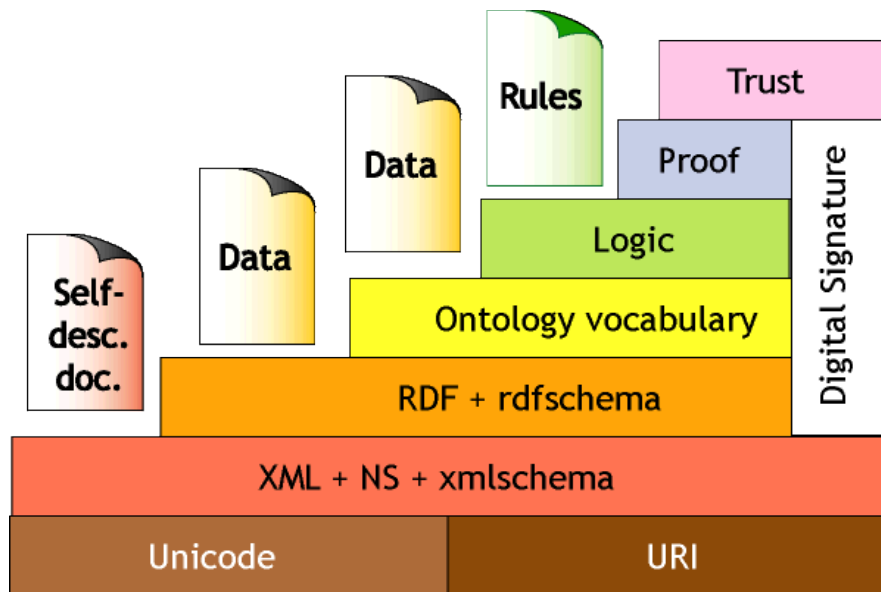 Rules
Trust
Data
Proof
Data
Logic
Self-
desc.
doc.
Ontology vocabulary
Digital Signature
RDF + rdfschema
XML + NS + xmlschema
Unicode
URI